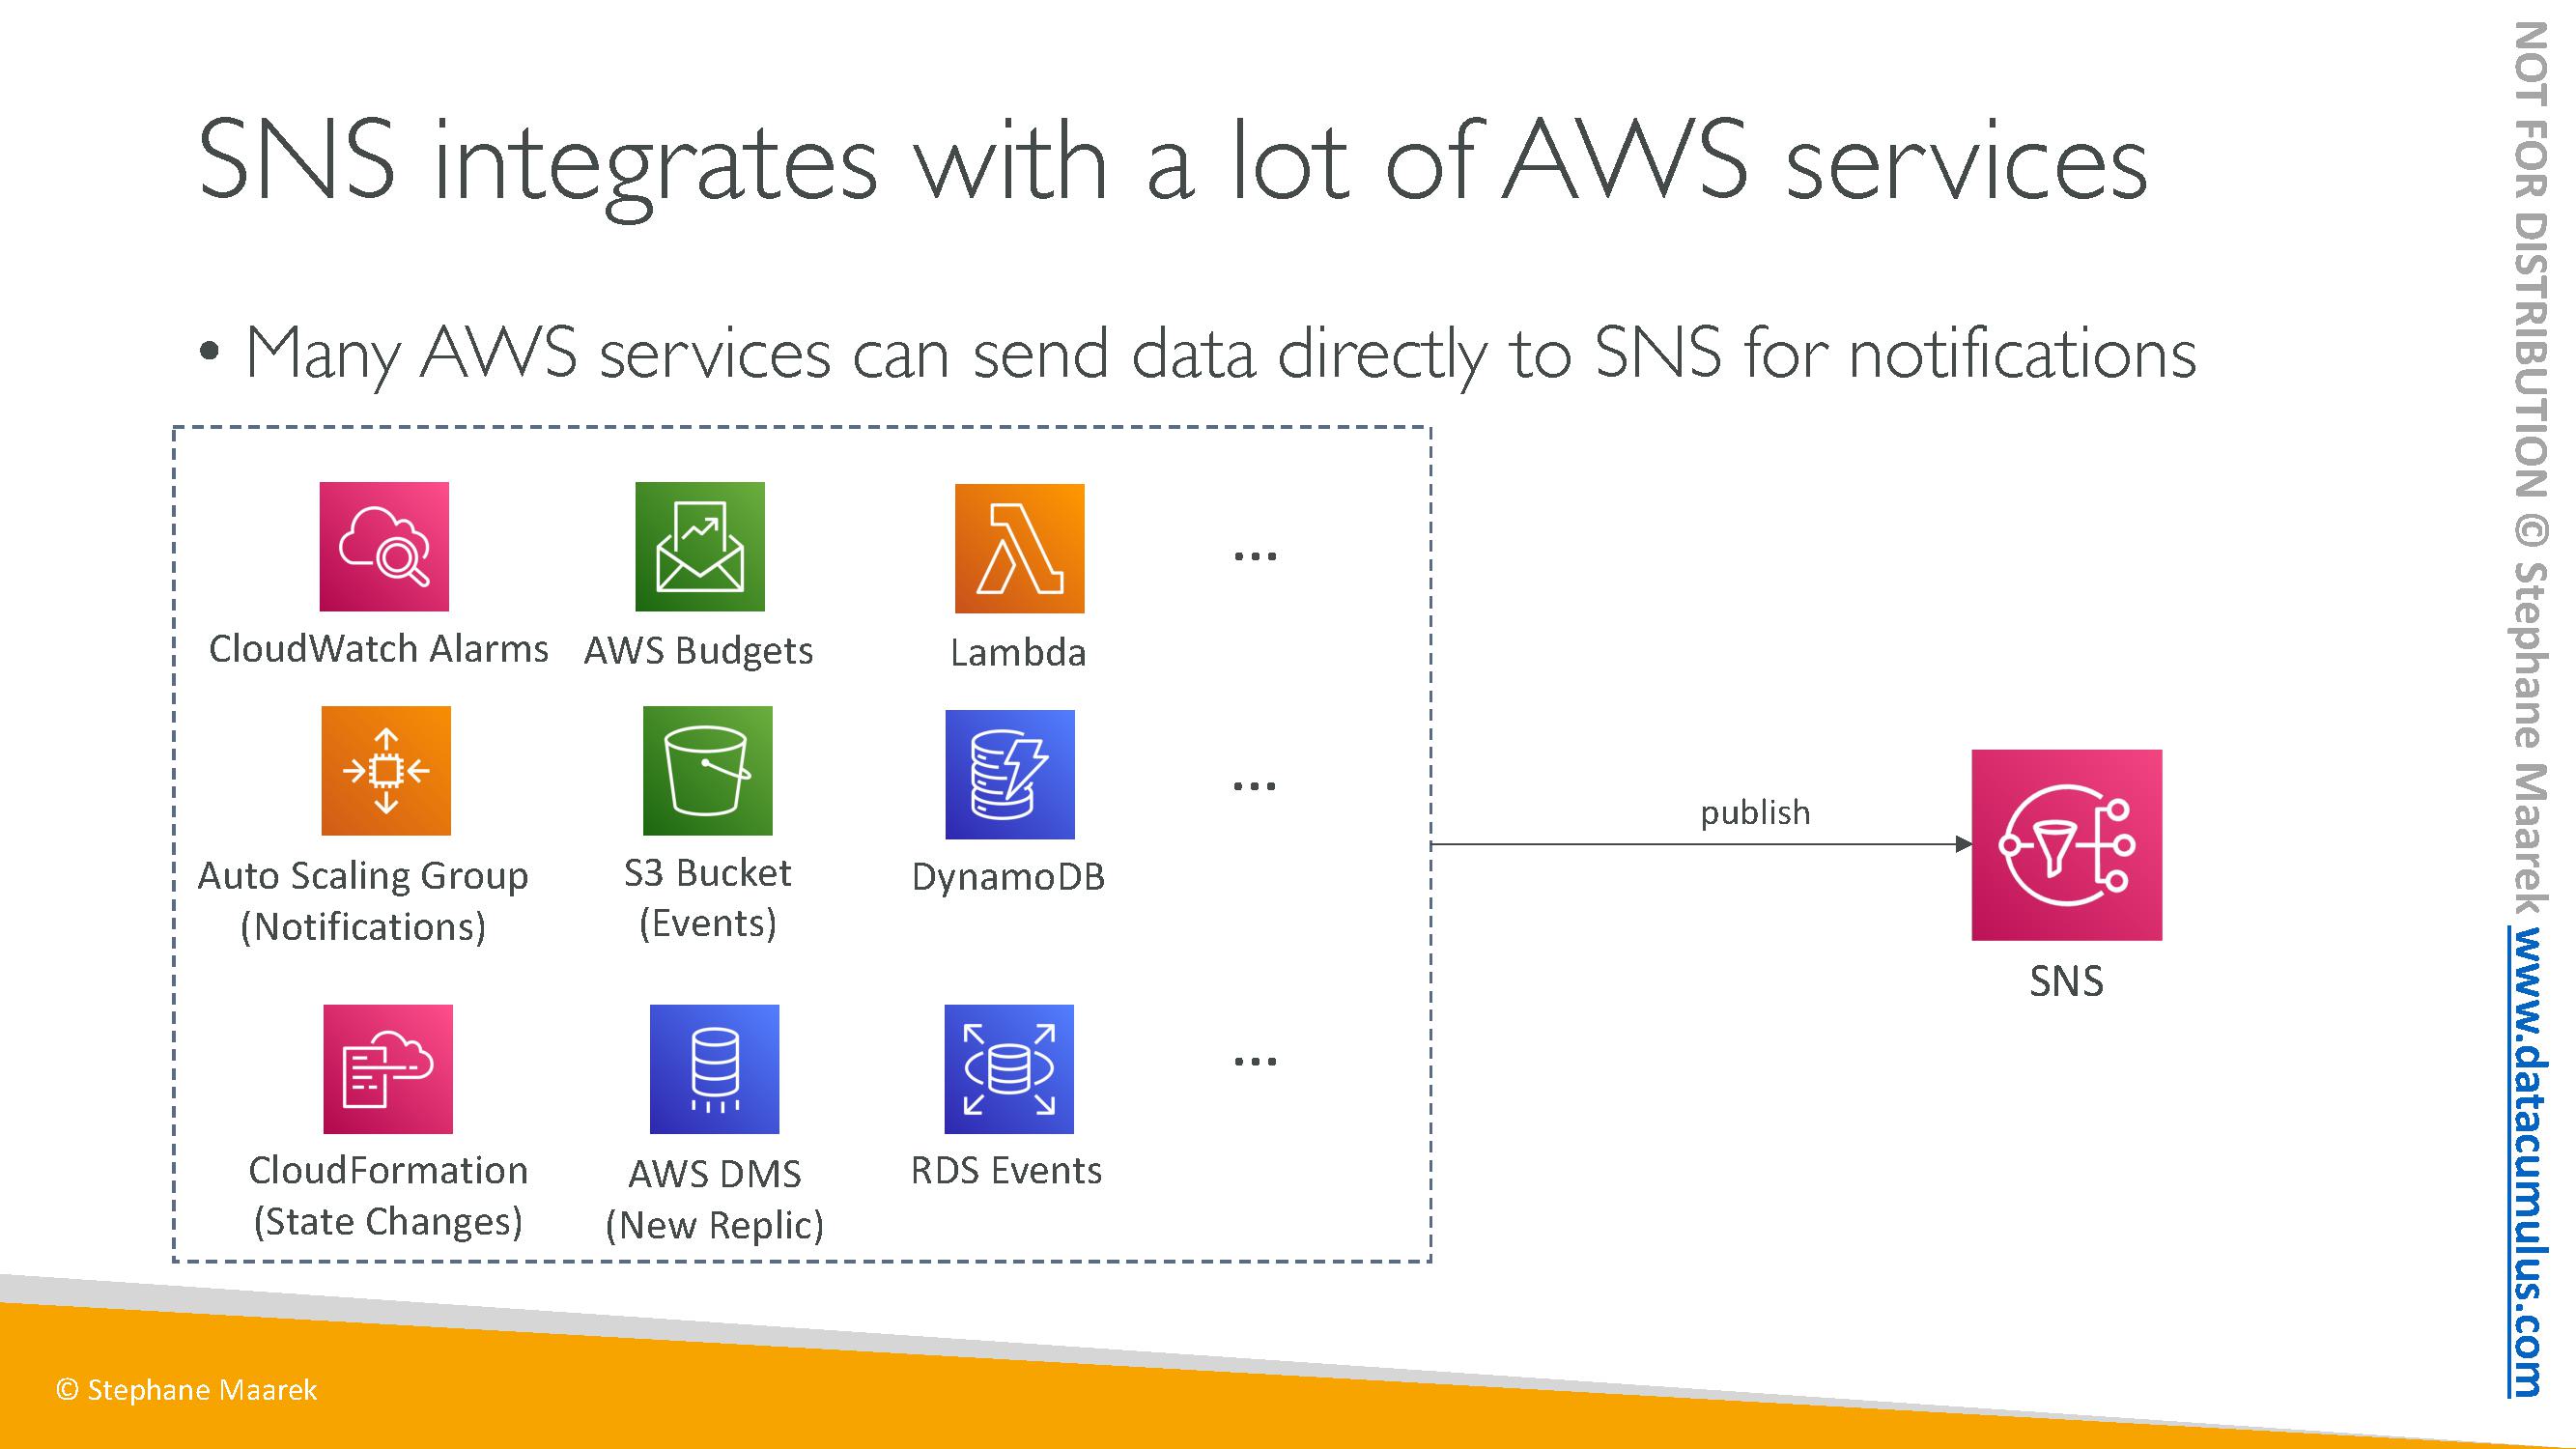 SNS integrates with a lot of AWS services
• Many AWS services can send data directly to SNS for notifications
CloudWatch Alarms
AWS Budgets
Lambda
...
Auto Scaling Group
(Notifications)
S3 Bucket
(Events)
DynamoDB
...
CloudFormation
(State Changes)
AWS DMS
(New Replic)
RDS Events
...
publish
SNS
© Stephane Maarek
NOT FOR DISTRIBUTION © Stephane Maarek www.datacumulus.com